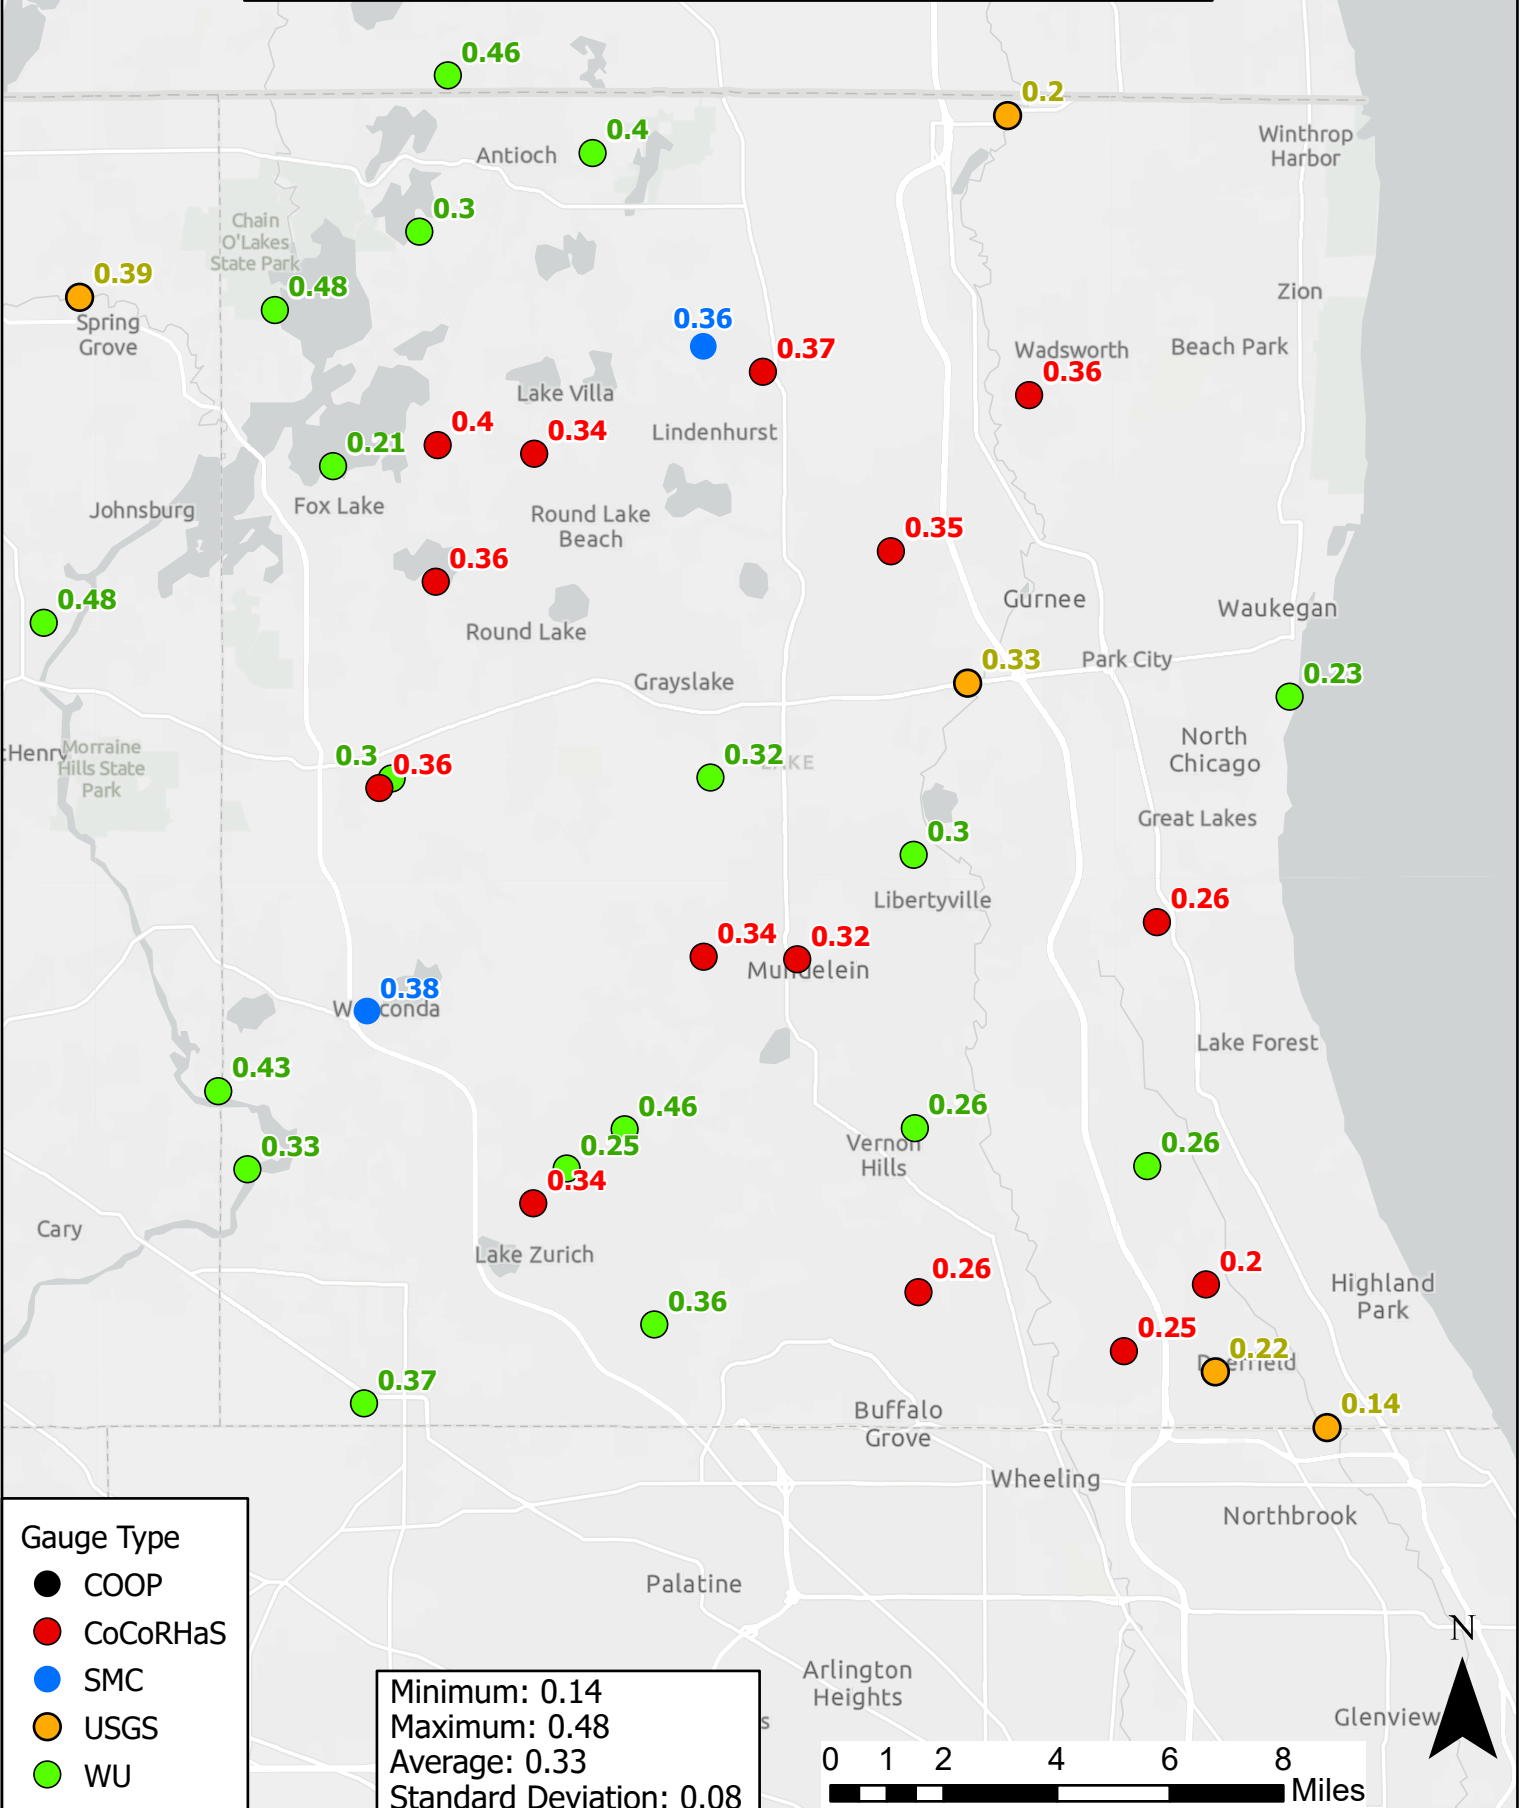 0.46
0.2
0.4
Antioch
Winthrop
Harbor
0.3
Chain
O'Lakes
State Park
0.39
0.48
Spring
Grove
Zion
0.36
0.37
Wadsworth
Beach Park
0.36
Lake Villa
0.4
0.34
Lindenhurst
0.21
Fox Lake
Johnsburg
Round Lake
Beach
0.35
0.36
0.48
Gurnee
Waukegan
Round Lake
0.33
Park City
Grayslake
0.23
North
Chicago
cHenry
Morraine
Hills State
Park
0.3
0.36
0.32
LAKE
Great Lakes
0.3
Libertyville
0.26
0.34
0.32
Mundelein
0.38
Wauconda
Lake Forest
0.43
0.46
0.26
0.33
0.25
Vernon
Hills
0.26
0.34
Cary
Lake Zurich
0.26
0.2
Highland
Park
0.36
0.25
0.22
Deerfield
0.37
0.14
Buffalo
Grove
Wheeling
Northbrook
Gauge Type
COOP
CoCoRHaS
SMC
USGS
WU
Palatine
Arlington
Heights
s
Glenview
N
Minimum: 0.14
Maximum: 0.48
Average: 0.33
Standard Deviation: 0.08
0 1 2 4 6 8
Miles